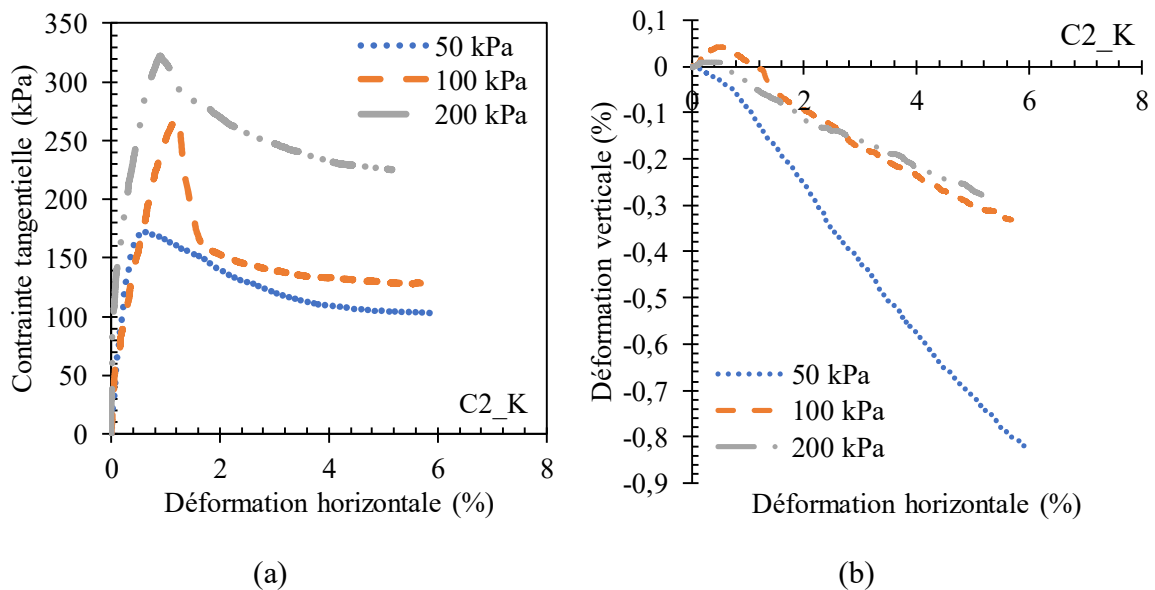 Contrainte tangentielle (kPa)
350
300
250
200
150
100
50
0
50 kPa
100 kPa
200 kPa
C2_K
0
2
4
6
8
Déformation horizontale (%)
(a)
Déformation verticale (%)
0,1
0
-0,1
-0,2
-0,3
-0,4
-0,5
-0,6
-0,7
-0,8
-0,9
C2_K
0
2
4
6
8
50 kPa
100 kPa
200 kPa
Déformation horizontale (%)
(b)